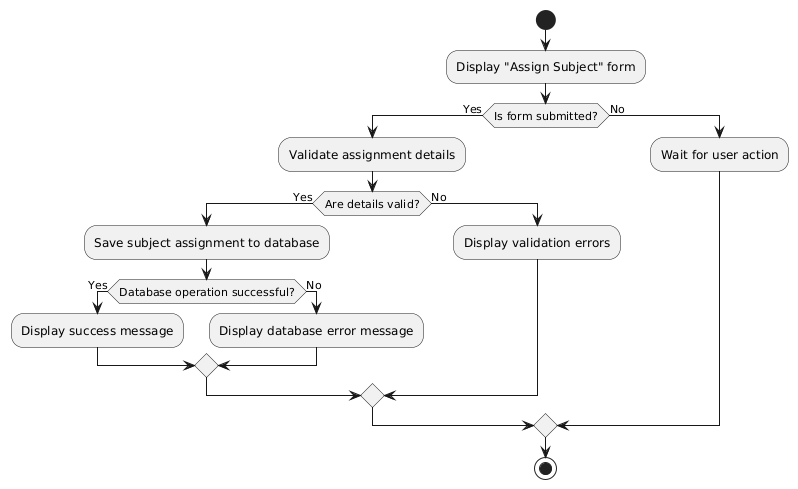 Display "Assign Subject" form
Yes
Is form submitted?
No
Validate assignment details
Wait for user action
Yes
Are details valid?
No
Save subject assignment to database
Display validation errors
Yes
Database operation successful?
No
Display success message
Display database error message